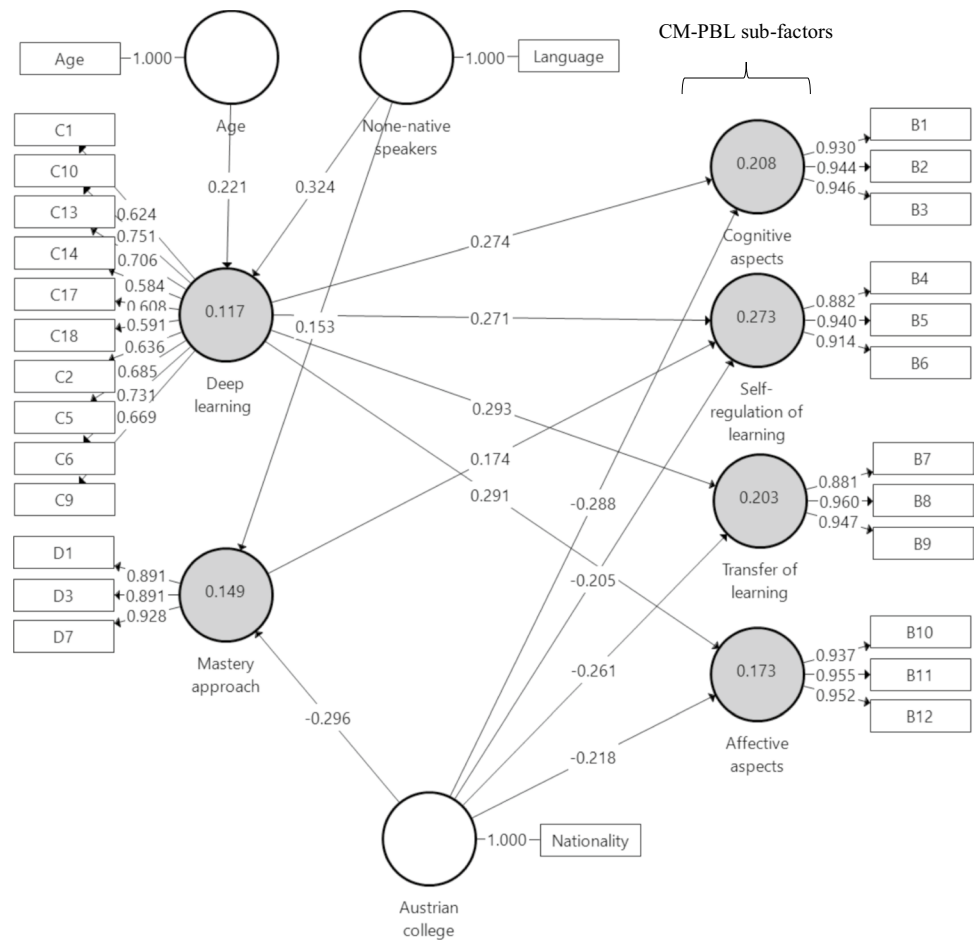 CM-PBL sub-factors
Age
1.000
1.000
Language
Age
None-native
speakers
C1
C10
C13
C14
C17
C18
C2
C5
C6
C9
0.624
0.751
0.706
0.584
0.608
0.591
0.636
0.685
0.731
0.669
0.221
0.324
0.117
Deep
learning
0.153
0.274
0.271
0.293
0.174
0.291
-0.288
-0.205
-0.261
-0.218
-0.296
0.208
Cognitive
aspects
0.930
0.944
0.946
B1
B2
B3
0.273
Self-
regulation of
learning
0.882
0.940
0.914
B4
B5
B6
0.203
Transfer of
learning
0.881
0.960
0.947
B7
B8
B9
0.173
Affective
aspects
0.937
0.955
0.952
B10
B11
B12
D1
D3
D7
0.891
0.891
0.928
0.149
Mastery
approach
1.000
Nationality
Austrian
college